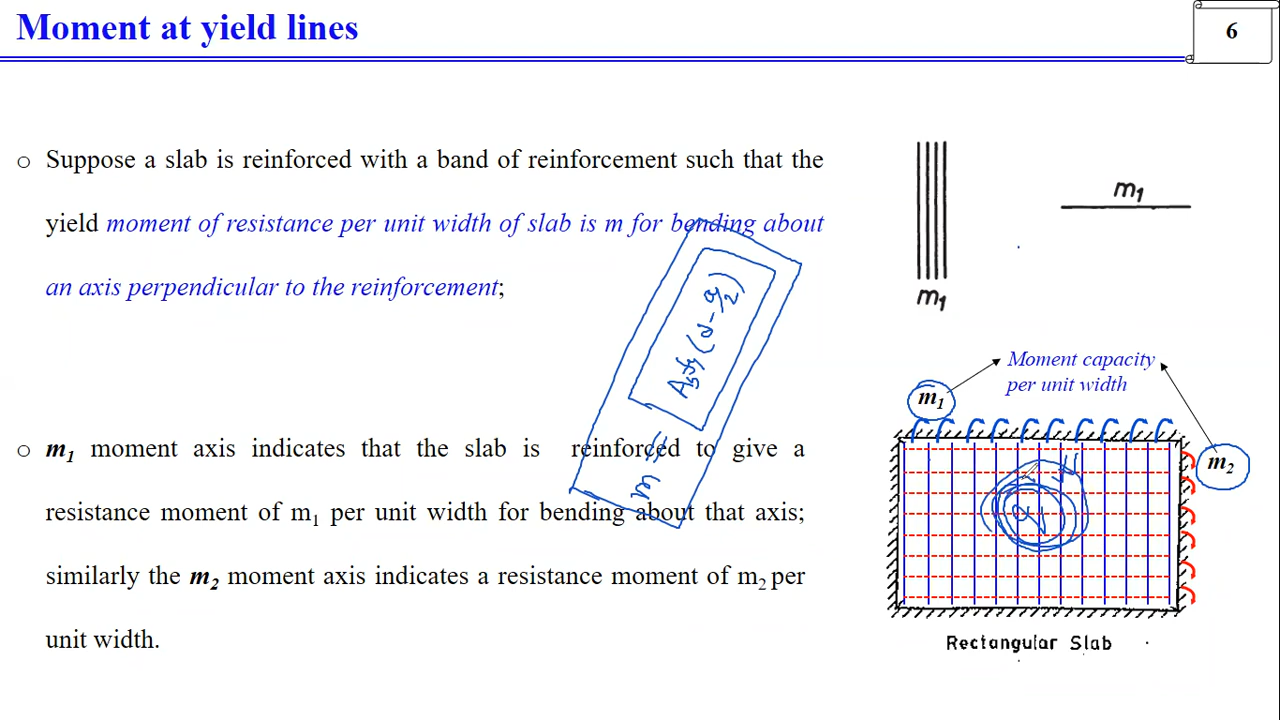 Moment at yield lines
6
o Suppose a slab is reinforced with a band of reinforcement such that the
yield moment of resistance per unit width of slab is m for bending about
an axis perpendicular to the reinforcement;
m = Asfy(d-a/2)
o m1 moment axis indicates that the slab is reinforced to give a
resistance moment of m1 per unit width for bending about that axis;
similarly the m2 moment axis indicates a resistance moment of m2 per
unit width.
m1
m1
Moment capacity
per unit width
m1
m2
Rectangular Slab